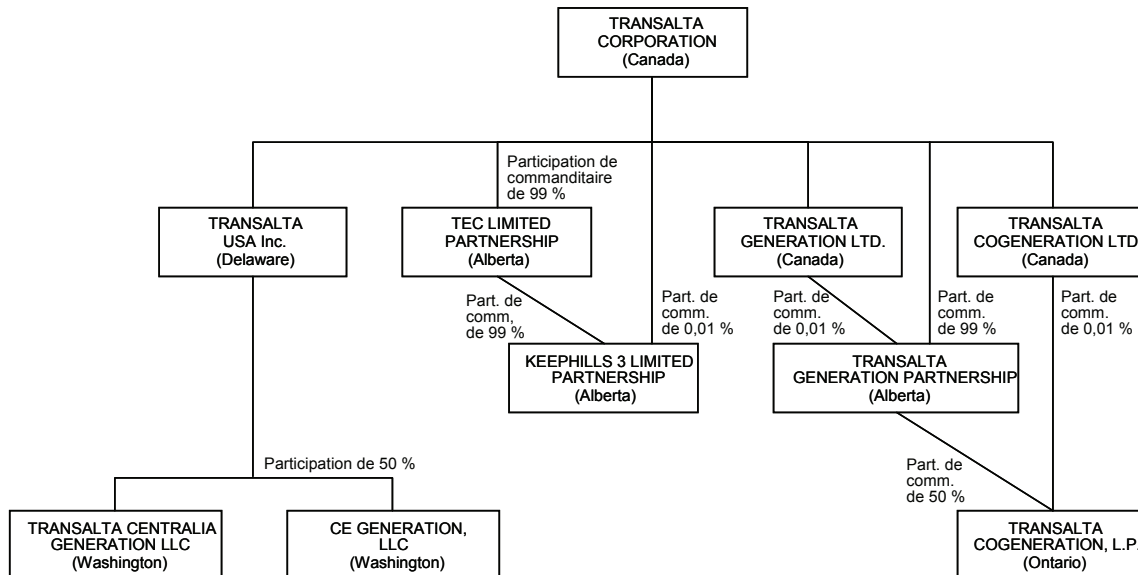 TRANSALTA
CORPORATION
(Canada)
Participation de
commanditaire
de 99 %
TRANSALTA
USA Inc.
(Delaware)
TEC LIMITED
PARTNERSHIP
(Alberta)
TRANSALTA
GENERATION LTD.
(Canada)
TRANSALTA
COGENERATION LTD
(Canada)
Part. de
comm,
de 99 %
Part. de
comm.
de 0,01 %
Part. de
comm.
de 0,01 %
Part. de
comm.
de 99 %
Part. de
comm.
de 0,01 %
KEEPHILLS 3 LIMITED
PARTNERSHIP
(Alberta)
TRANSALTA
GENERATION PARTNERSHIP
(Alberta)
Participation de 50 %
Part. de
comm.
de 50 %
TRANSALTA CENTRALIA
GENERATION LLC
(Washington)
CE GENERATION,
LLC
(Washington)
TRANSALTA
COGENERATION, L.P.
(Ontario)